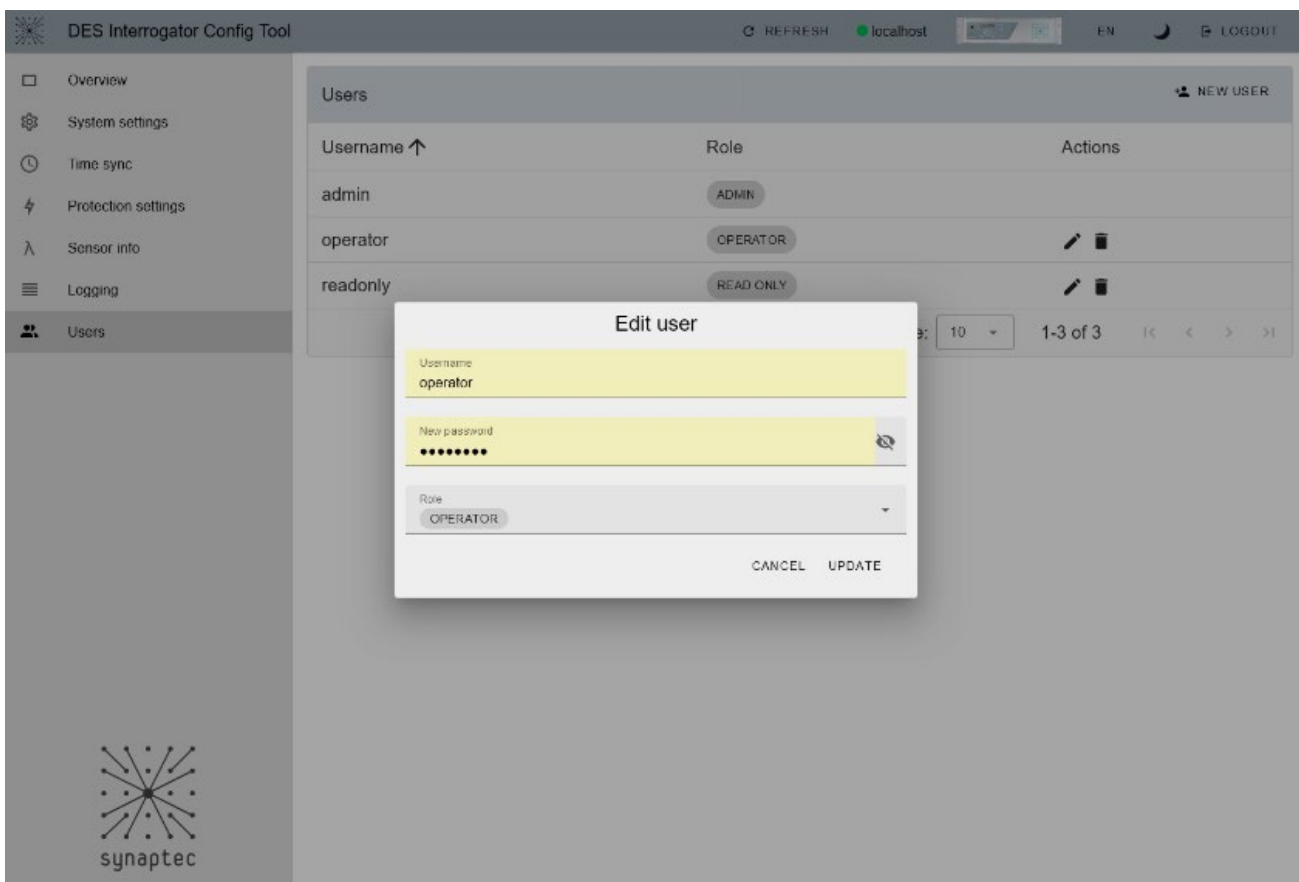 DES Interrogator Config Tool
REFRESH localhost EN LOGOUT
Overview
System settings
Time sync
Protection settings
Sensor info
Logging
Users
Users NEW USER
Username Role Actions
admin ADMIN
operator OPERATOR
readonly READ ONLY
10 1-3 of 3
Edit user
Username
operator
New password
••••••••
Role
OPERATOR
CANCEL UPDATE
synaptec